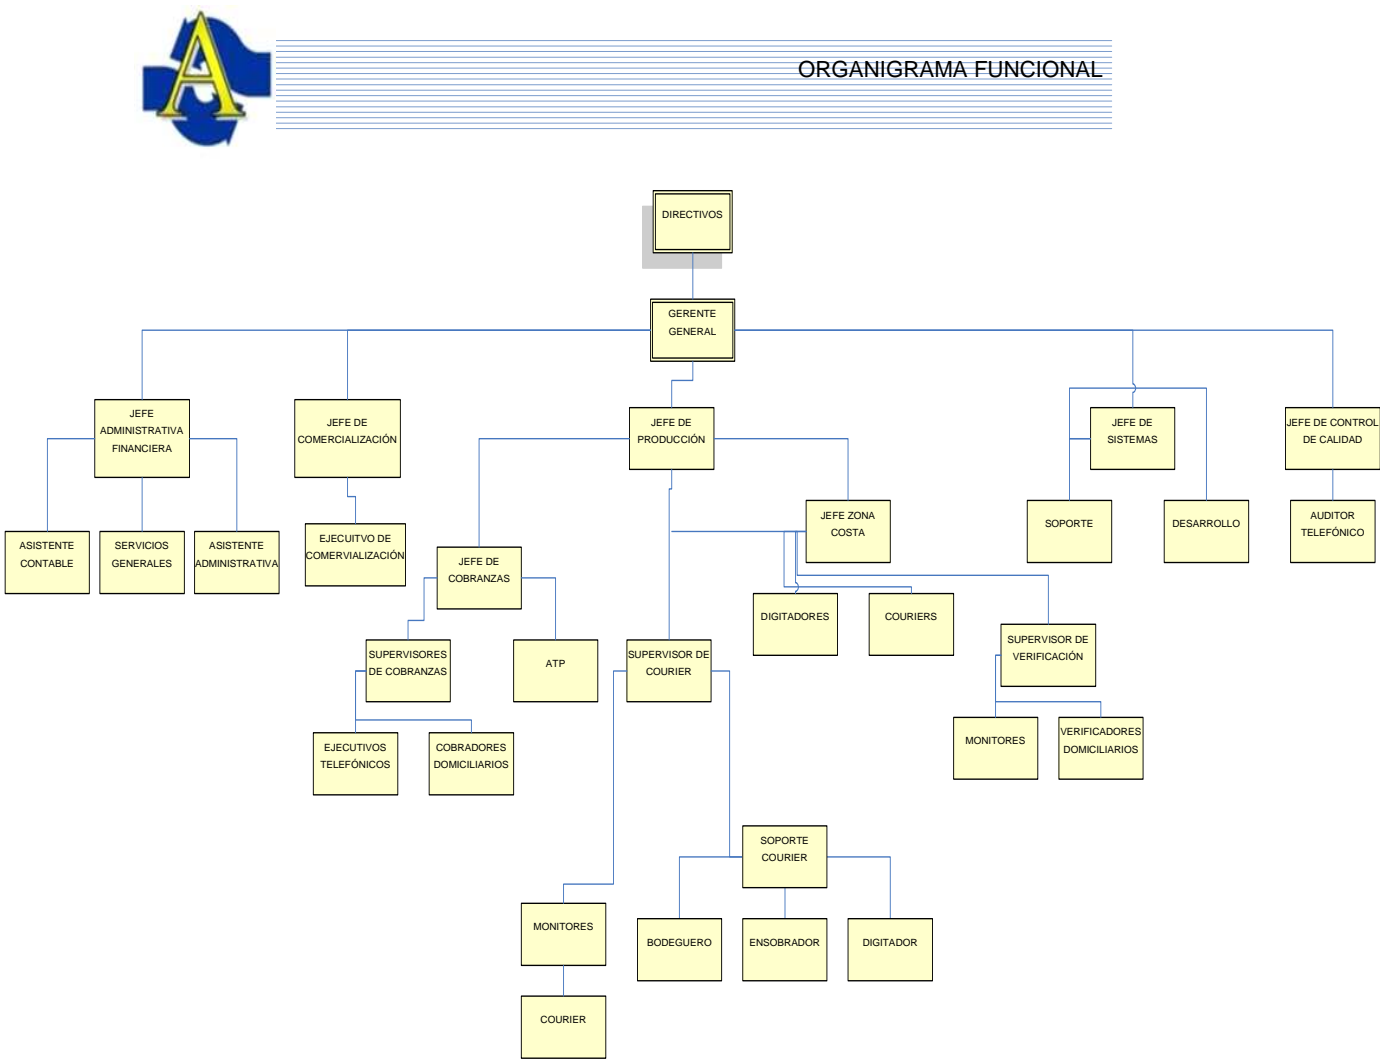 A
ORGANIGRAMA FUNCIONAL
DIRECTIVOS
GERENTE
GENERAL
JEFE
ADMINISTRATIVA
FINANCIERA
JEFE DE
COMERCIALIZACIÓN
JEFE DE
PRODUCCIÓN
JEFE DE
SISTEMAS
JEFE DE CONTROL
DE CALIDAD
ASISTENTE
CONTABLE
SERVICIOS
GENERALES
ASISTENTE
ADMINISTRATIVA
EJECUITVO DE
COMERVIALIZACIÓN
JEFE DE
COBRANZAS
JEFE ZONA
COSTA
SOPORTE
DESARROLLO
AUDITOR
TELEFÓNICO
SUPERVISORES
DE COBRANZAS
ATP
SUPERVISOR DE
COURIER
DIGITADORES
COURIERS
SUPERVISOR DE
VERIFICACIÓN
EJECUTIVOS
TELEFÓNICOS
COBRADORES
DOMICILIARIOS
MONITORES
VERIFICADORES
DOMICILIARIOS
SOPORTE
COURIER
MONITORES
BODEGUERO
ENSOBRADOR
DIGITADOR
COURIER